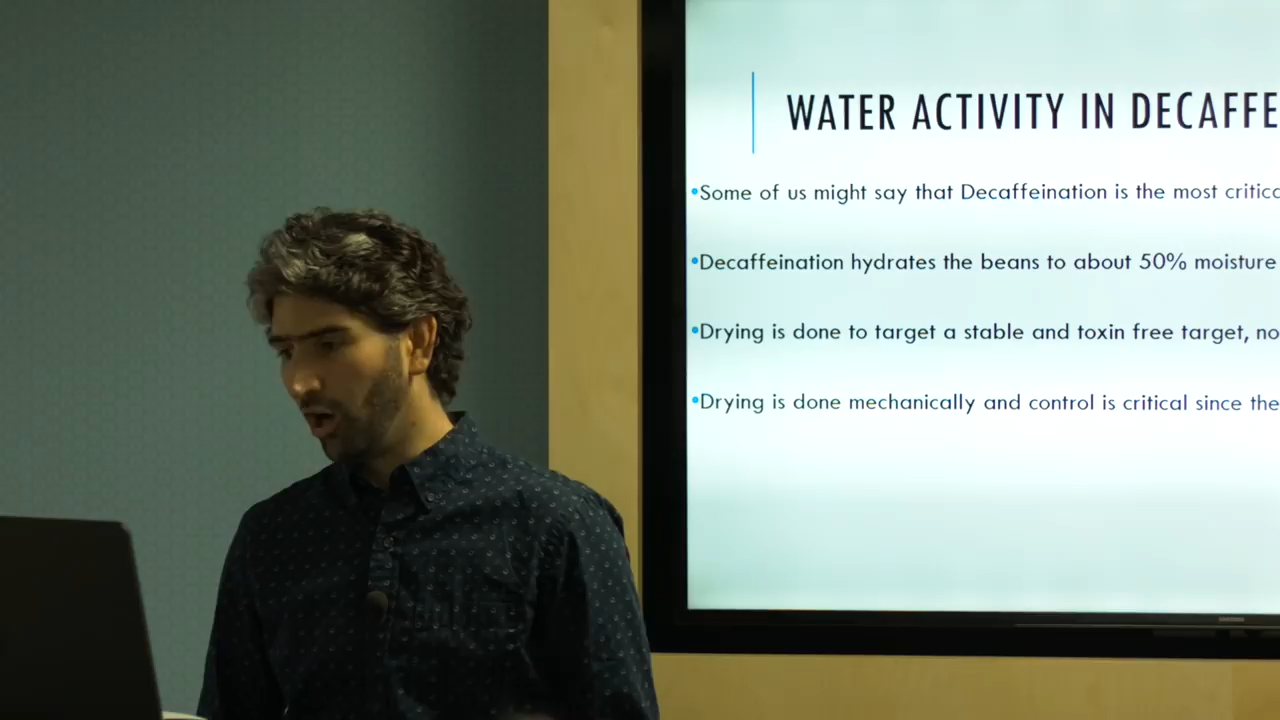 WATER ACTIVITY IN DECAFFE
•Some of us might say that Decaffeination is the most critica
•Decaffeination hydrates the beans to about 50% moisture
•Drying is done to target a stable and toxin free target, no
•Drying is done mechanically and control is critical since the
SAMSUNG